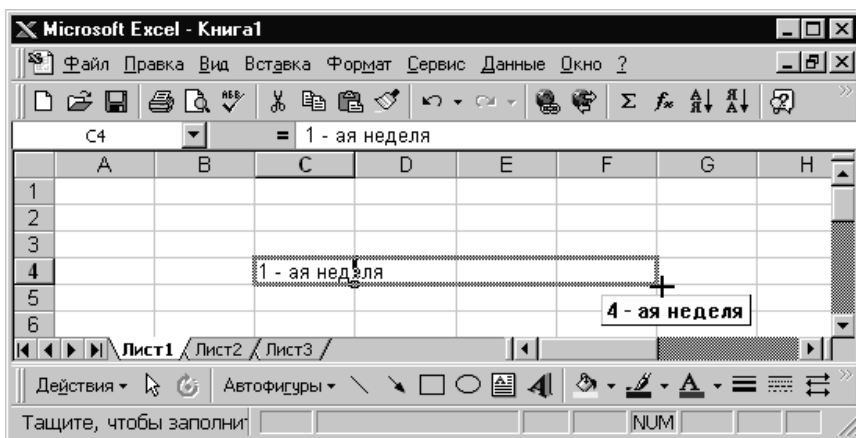 Microsoft Excel - Книга1
Файл Правка Вид Вставка Формат Сервис Данные Окно ?
C4 = 1 - ая неделя
A B C D E F G H
1
2
3
4 1 - ая неделя
5
4 - ая неделя
6
Лист1 Лист2 Лист3
Действия Автофигуры
Тащите, чтобы заполнит NUM